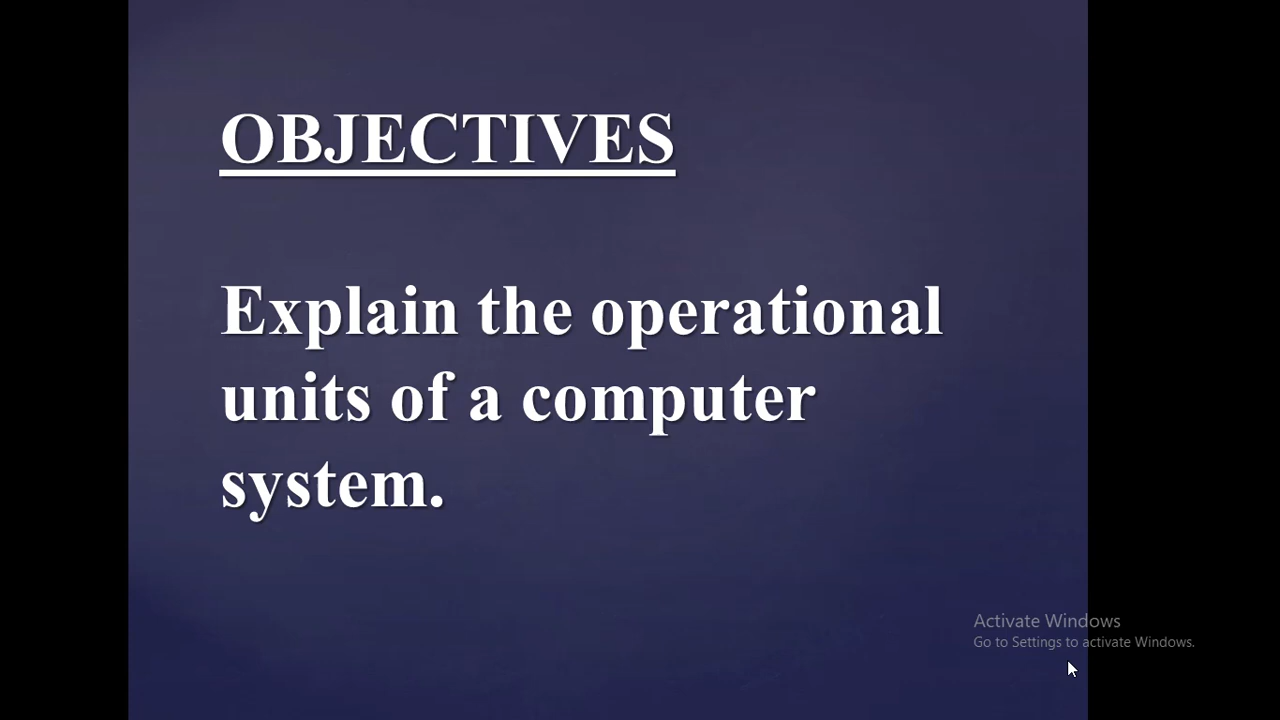 OBJECTIVES
Explain the operational
units of a computer
system.
Activate Windows
Go to Settings to activate Windows.